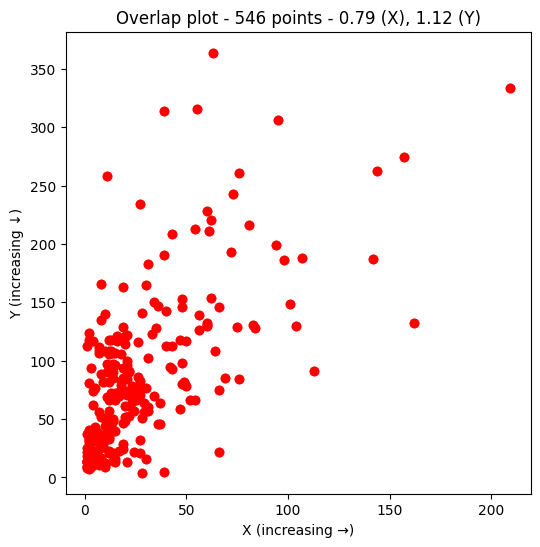 Overlap plot - 546 points - 0.79 (X), 1.12 (Y)
Y (increasing ↓)
350
300
250
200
150
100
50
0
0 50 100 150 200
X (increasing →)